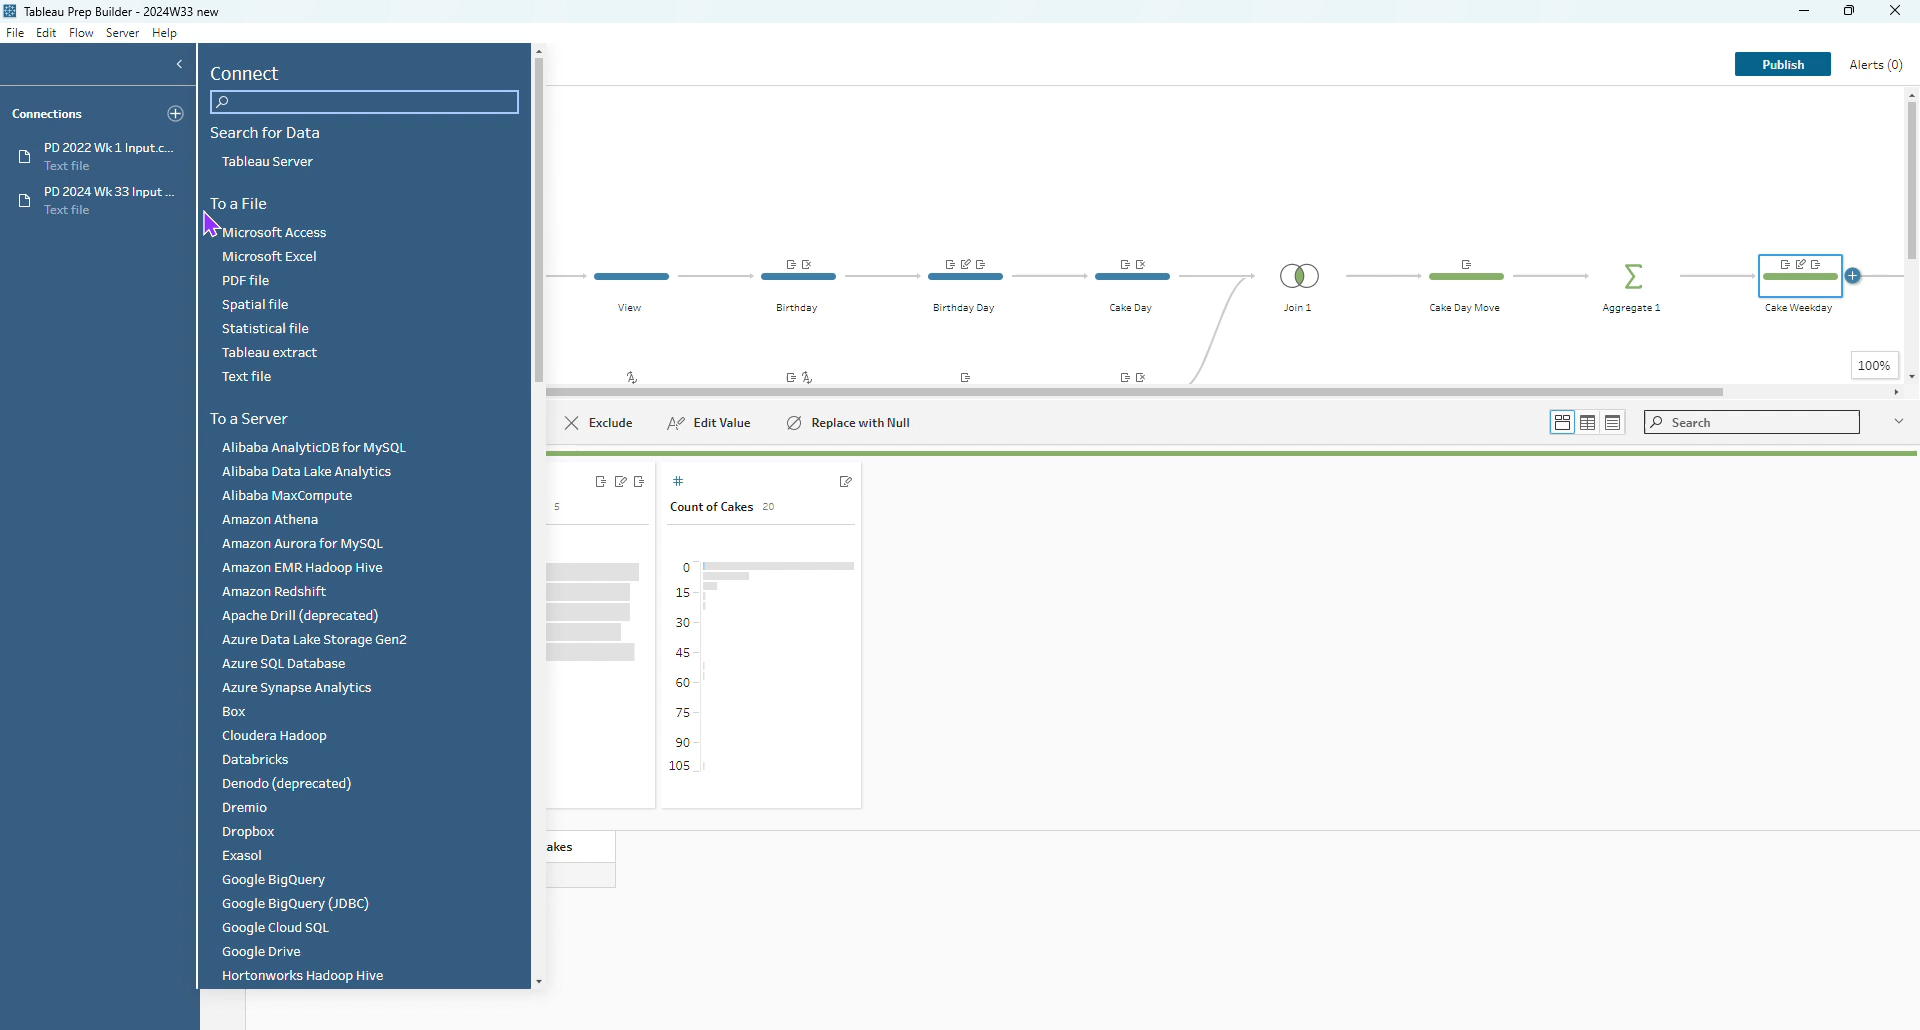 Tableau Prep Builder - 2024W33 new
File Edit Flow Server Help
Publish
Alerts (0)
Connections
PD 2022 Wk 1 Input.c...
Text file
PD 2024 Wk 33 Input ...
Text file
Connect
Search for Data
Tableau Server
To a File
Microsoft Access
Microsoft Excel
PDF file
Spatial file
Statistical file
Tableau extract
Text file
To a Server
Alibaba AnalyticDB for MySQL
Alibaba Data Lake Analytics
Alibaba MaxCompute
Amazon Athena
Amazon Aurora for MySQL
Amazon EMR Hadoop Hive
Amazon Redshift
Apache Drill (deprecated)
Azure Data Lake Storage Gen2
Azure SQL Database
Azure Synapse Analytics
Box
Cloudera Hadoop
Databricks
Denodo (deprecated)
Dremio
Dropbox
Exasol
Google BigQuery
Google BigQuery (JDBC)
Google Cloud SQL
Google Drive
Hortonworks Hadoop Hive
View
Birthday
Birthday Day
Cake Day
Join 1
Cake Day Move
Aggregate 1
Cake Weekday
100%
Exclude
Edit Value
Replace with Null
Search
5
#
Count of Cakes 20
0
15
30
45
60
75
90
105
akes